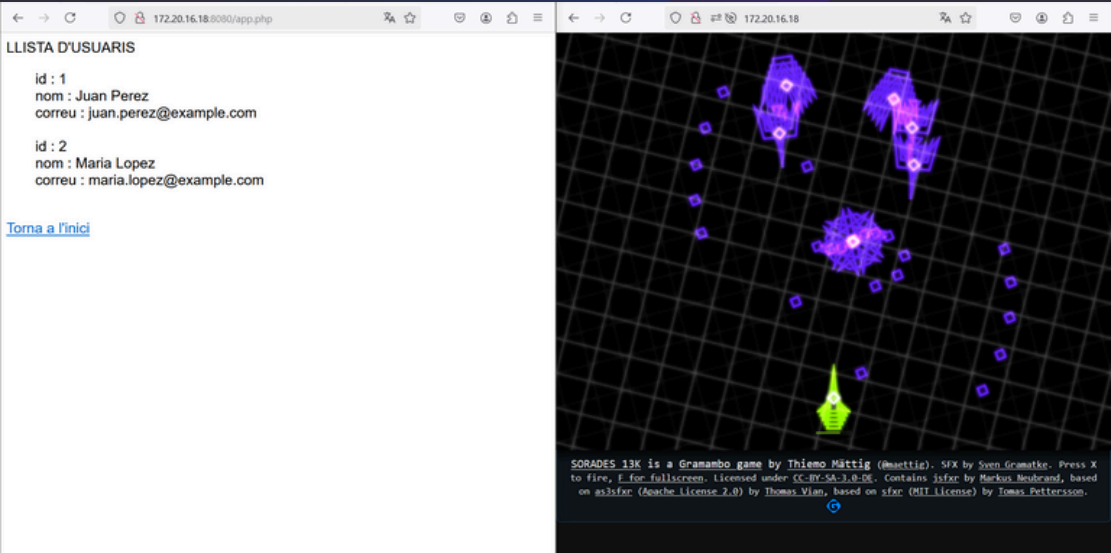 172.20.16.18:8080/app.php
LLISTA D'USUARIS
id : 1
nom : Juan Perez
correu : juan.perez@example.com
id : 2
nom : Maria Lopez
correu : maria.lopez@example.com
Torna a l'inici
172.20.16.18
SORADES 13K is a Gramambo game by Thiemo Mättig (@maettig). SFX by Sven Gramatke. Press X
to fire, F for fullscreen. Licensed under CC-BY-SA-3.0-DE. Contains jsfxr by Markus Neubrand, based
on as3sfxr (Apache License 2.0) by Thomas Vian, based on sfxr (MIT License) by Tomas Pettersson.